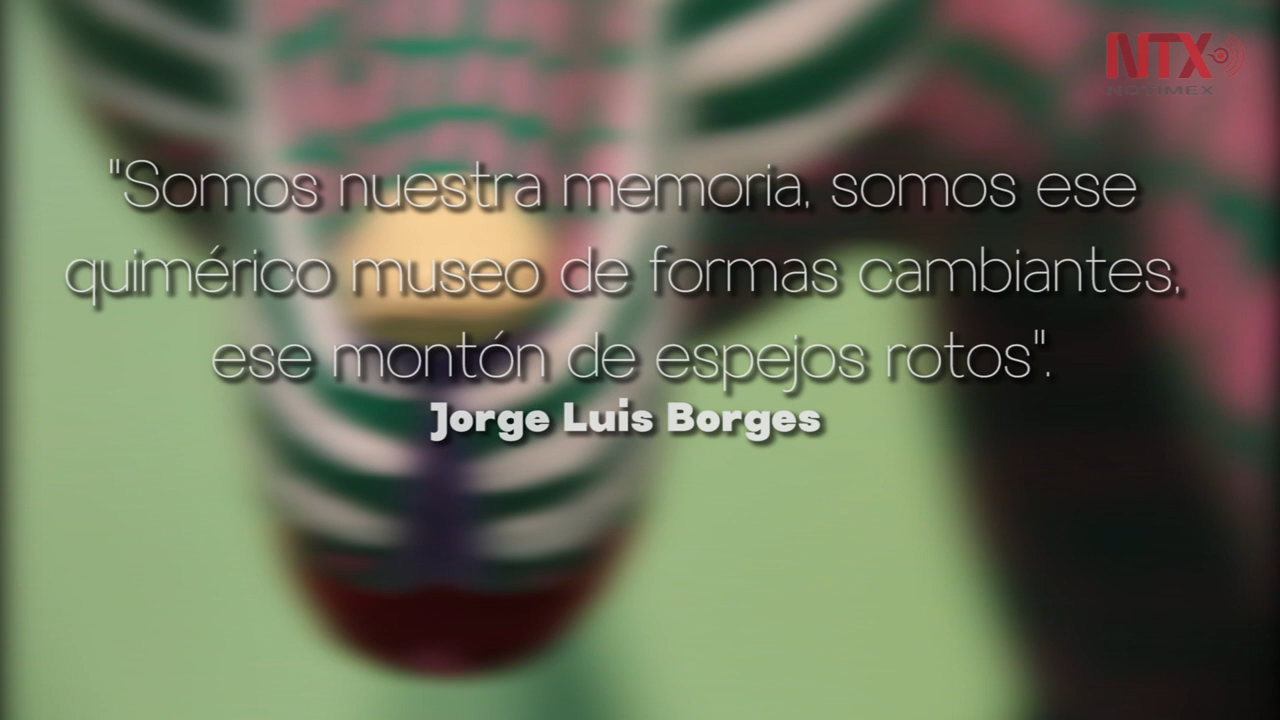 NTX
NOTIMEX
"Somos nuestra memoria, somos ese
quimérico museo de formas cambiantes,
ese montón de espejos rotos".
Jorge Luis Borges